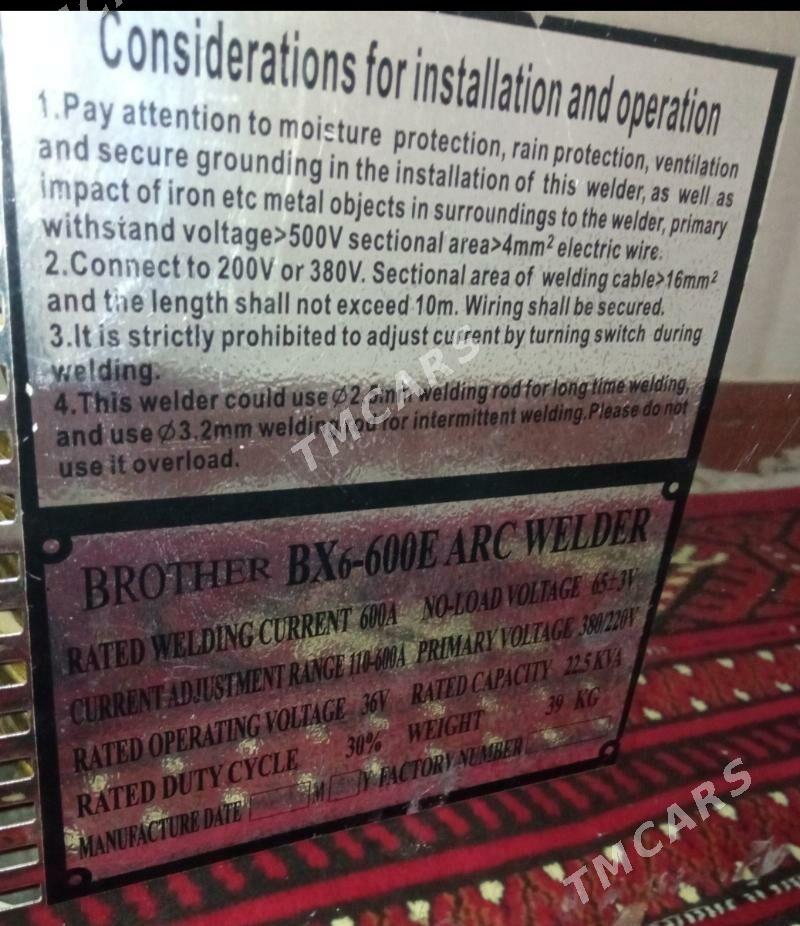 Considerations for installation and operation
1.Pay attention to moisture protection, rain protection, ventilation
and secure grounding in the installation of this welder, as well as
impact of iron etc metal objects in surroundings to the welder, primary
withstand voltage>500V sectional area>4mm² electric wire.
2.Connect to 200V or 380V. Sectional area of welding cable>16mm²
and the length shall not exceed 10m. Wiring shall be secured.
3.It is strictly prohibited to adjust current by turning switch during
welding.
4.This welder could use Ø2.5mm welding rod for long time welding,
and use Ø3.2mm welding rod for intermittent welding.Please do not
use it overload.
BROTHER BX6-600E ARC WELDER
RATED WELDING CURRENT 600A NO-LOAD VOLTAGE 65±3V
CURRENT ADJUSTMENT RANGE 110-600A PRIMARY VOLTAGE 380/220V
RATED OPERATING VOLTAGE 36V RATED CAPACITY 22.5 KVA
RATED DUTY CYCLE 30% WEIGHT 39 KG
MANUFACTURE DATE M Y FACTORY NUMBER
TMCARS
TMCARS